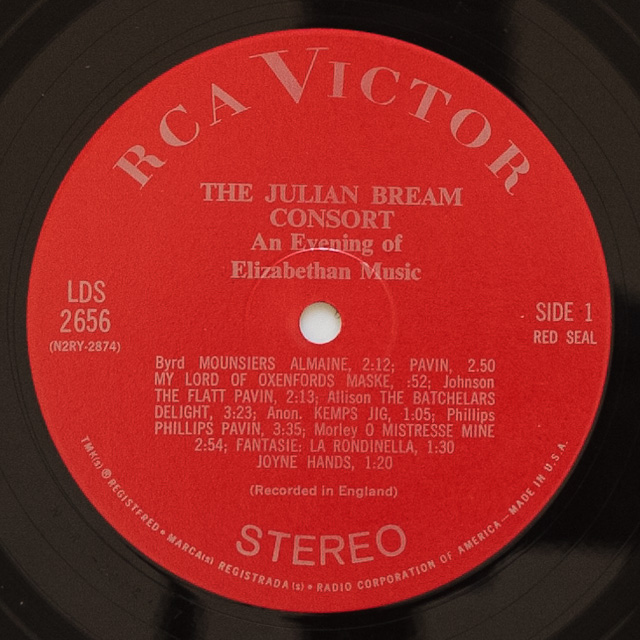 RCA VICTOR
THE JULIAN BREAM
CONSORT
An Evening of
Elizabethan Music
LDS
2656
(N2RY-2874)
SIDE 1
RED SEAL
Byrd MOUNSIERS ALMAINE, 2:12; PAVIN, 2.50
MY LORD OF OXENFORDS MASKE, :52; Johnson
THE FLATT PAVIN, 2:13; Allison THE BATCHELARS
DELIGHT, 3:23; Anon. KEMPS JIG, 1:05; Phillips
PHILLIPS PAVIN, 3:35; Morley O MISTRESSE MINE
2:54; FANTASIE: LA RONDINELLA, 1:30
JOYNE HANDS, 1:20
(Recorded in England)
STEREO
TMK(s) ® REGISTERED • MARCA(s) REGISTRADA(s) • RADIO CORPORATION OF AMERICA—MADE IN U.S.A.